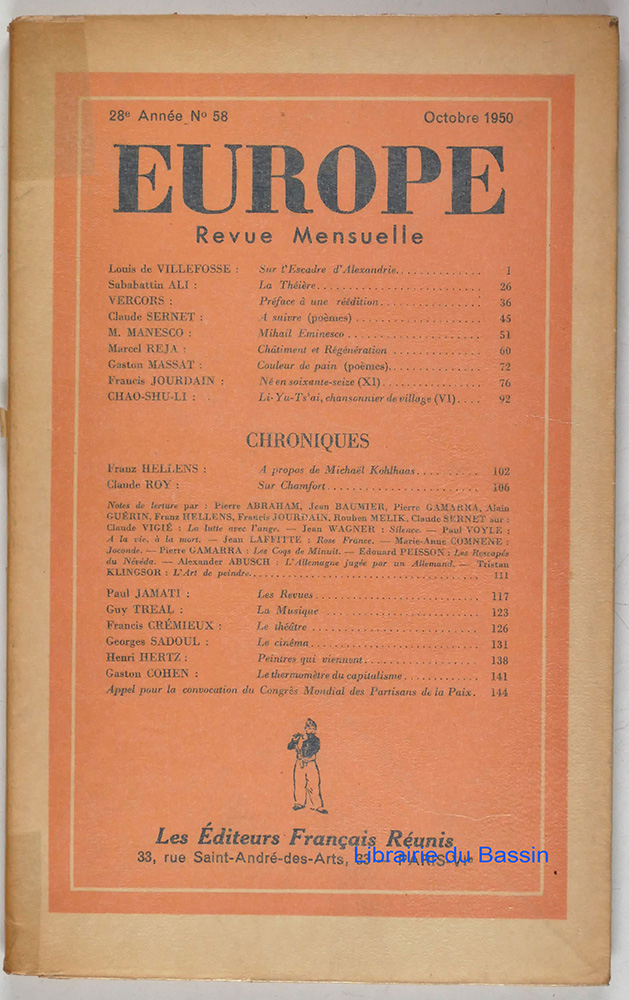 28e Année Nº 58 Octobre 1950
EUROPE
Revue Mensuelle
Louis de VILLEFOSSE : Sur l'Escadre d'Alexandrie. . . . . . . . . . . . . 1
Sababattin ALI : La Théière. . . . . . . . . . . . . . . . . . . . . . . . . 26
VERCORS : Préface à une réédition. . . . . . . . . . . . . . . . 36
Claude SERNET : A suivre (poèmes) . . . . . . . . . . . . . . . . . . . 45
M. MANESCO : Mihaïl Eminesco . . . . . . . . . . . . . . . . . . . . 51
Marcel REJA : Châtiment et Régénération . . . . . . . . . . . . . 60
Gaston MASSAT : Couleur de pain (poèmes). . . . . . . . . . . . . . 72
Francis JOURDAIN : Né en soixante-seize (XI). . . . . . . . . . . . . . . 76
CHAO-SHU-LI : Li-Yu-Ts'ai, chansonnier de village (VI). . . . 92
CHRONIQUES
Franz HELLENS : A propos de Michaël Kohlhaas. . . . . . . . . . 102
Claude ROY : Sur Chamfort. . . . . . . . . . . . . . . . . . . . . . . 106
Notes de lecture par : Pierre ABRAHAM, Jean BAUMIER, Pierre GAMARRA, Alain
GUÉRIN, Franz HELLENS, Francis JOURDAIN, Rouben MELIK, Claude SERNET sur :
Claude VIGIÉ : La lutte avec l'ange. — Jean WAGNER : Silence. — Paul VOYLE :
A la vie, à la mort. — Jean LAFFITTE : Rose France. — Marie-Anne COMNENE :
Joconde. — Pierre GAMARRA : Les Coqs de Minuit. — Edouard PEISSON : Les Rescapés
du Névéda. — Alexander ABUSCH : L'Allemagne jugée par un Allemand. — Tristan
KLINGSOR : L'Art de peindre. . . . . . . . . . . . . . . . . . . . . . . . . . . . 111
Paul JAMATI : Les Revues. . . . . . . . . . . . . . . . . . . . . . . . . 117
Guy TREAL : La Musique . . . . . . . . . . . . . . . . . . . . . . . 123
Francis CRÉMIEUX : Le théâtre . . . . . . . . . . . . . . . . . . . . . . . . . 126
Georges SADOUL : Le cinéma. . . . . . . . . . . . . . . . . . . . . . . . . 131
Henri HERTZ : Peintres qui viennent. . . . . . . . . . . . . . . . . . 138
Gaston COHEN : Le thermomètre du capitalisme. . . . . . . . . . . . 141
Appel pour la convocation du Congrès Mondial des Partisans de la Paix. 144
Les Éditeurs Français Réunis
33, rue Saint-André-des-Arts, 33 — PARIS-VIe
Librairie du Bassin